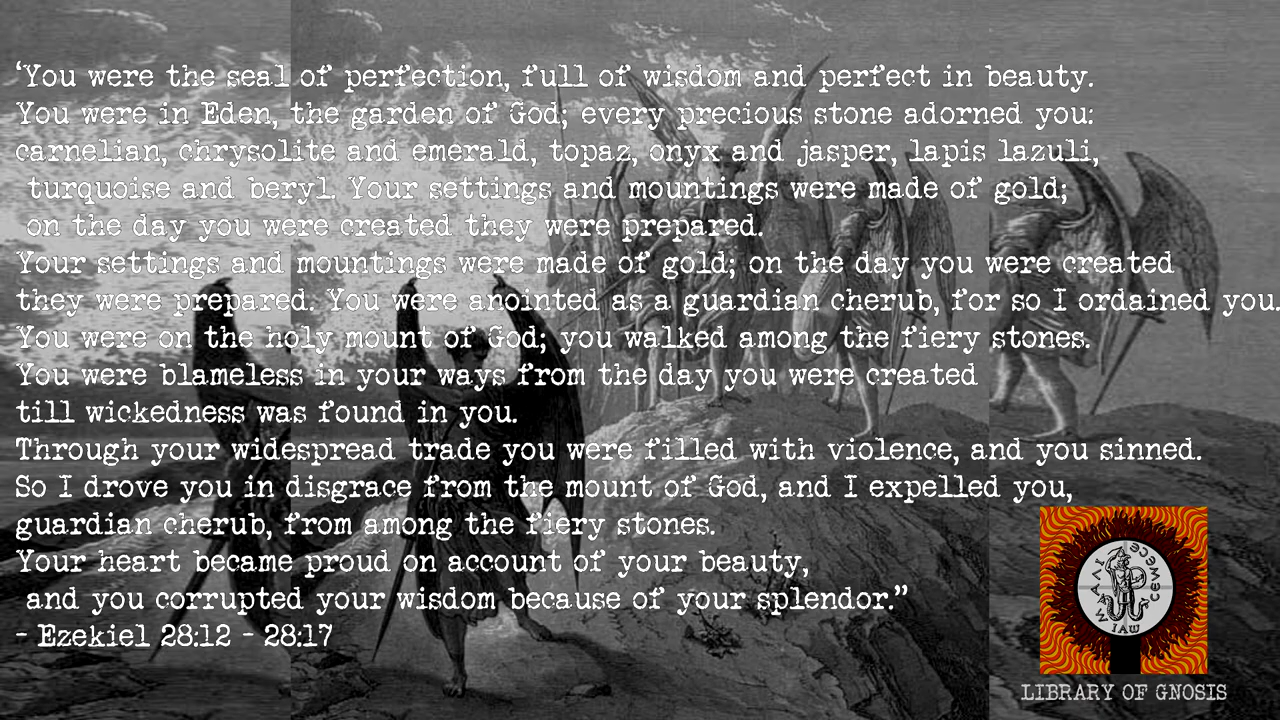 ‘You were the seal of perfection, full of wisdom and perfect in beauty.
You were in Eden, the garden of God; every precious stone adorned you:
carnelian, chrysolite and emerald, topaz, onyx and jasper, lapis lazuli,
turquoise and beryl. Your settings and mountings were made of gold;
on the day you were created they were prepared.
Your settings and mountings were made of gold; on the day you were created
they were prepared. You were anointed as a guardian cherub, for so I ordained you.
You were on the holy mount of God; you walked among the fiery stones.
You were blameless in your ways from the day you were created
till wickedness was found in you.
Through your widespread trade you were filled with violence, and you sinned.
So I drove you in disgrace from the mount of God, and I expelled you,
guardian cherub, from among the fiery stones.
Your heart became proud on account of your beauty,
and you corrupted your wisdom because of your splendor.”
- Ezekiel 28:12 - 28:17
IAW
LIBRARY OF GNOSIS